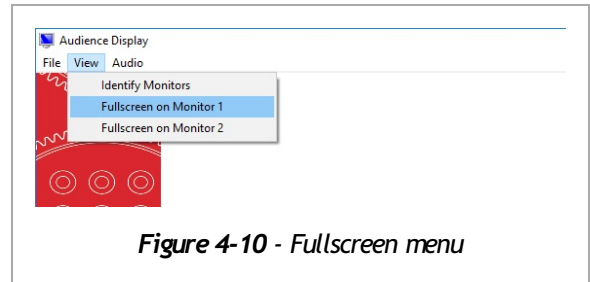 Audience Display
File View Audio
Identify Monitors
Fullscreen on Monitor 1
Fullscreen on Monitor 2
Figure 4-10 - Fullscreen menu